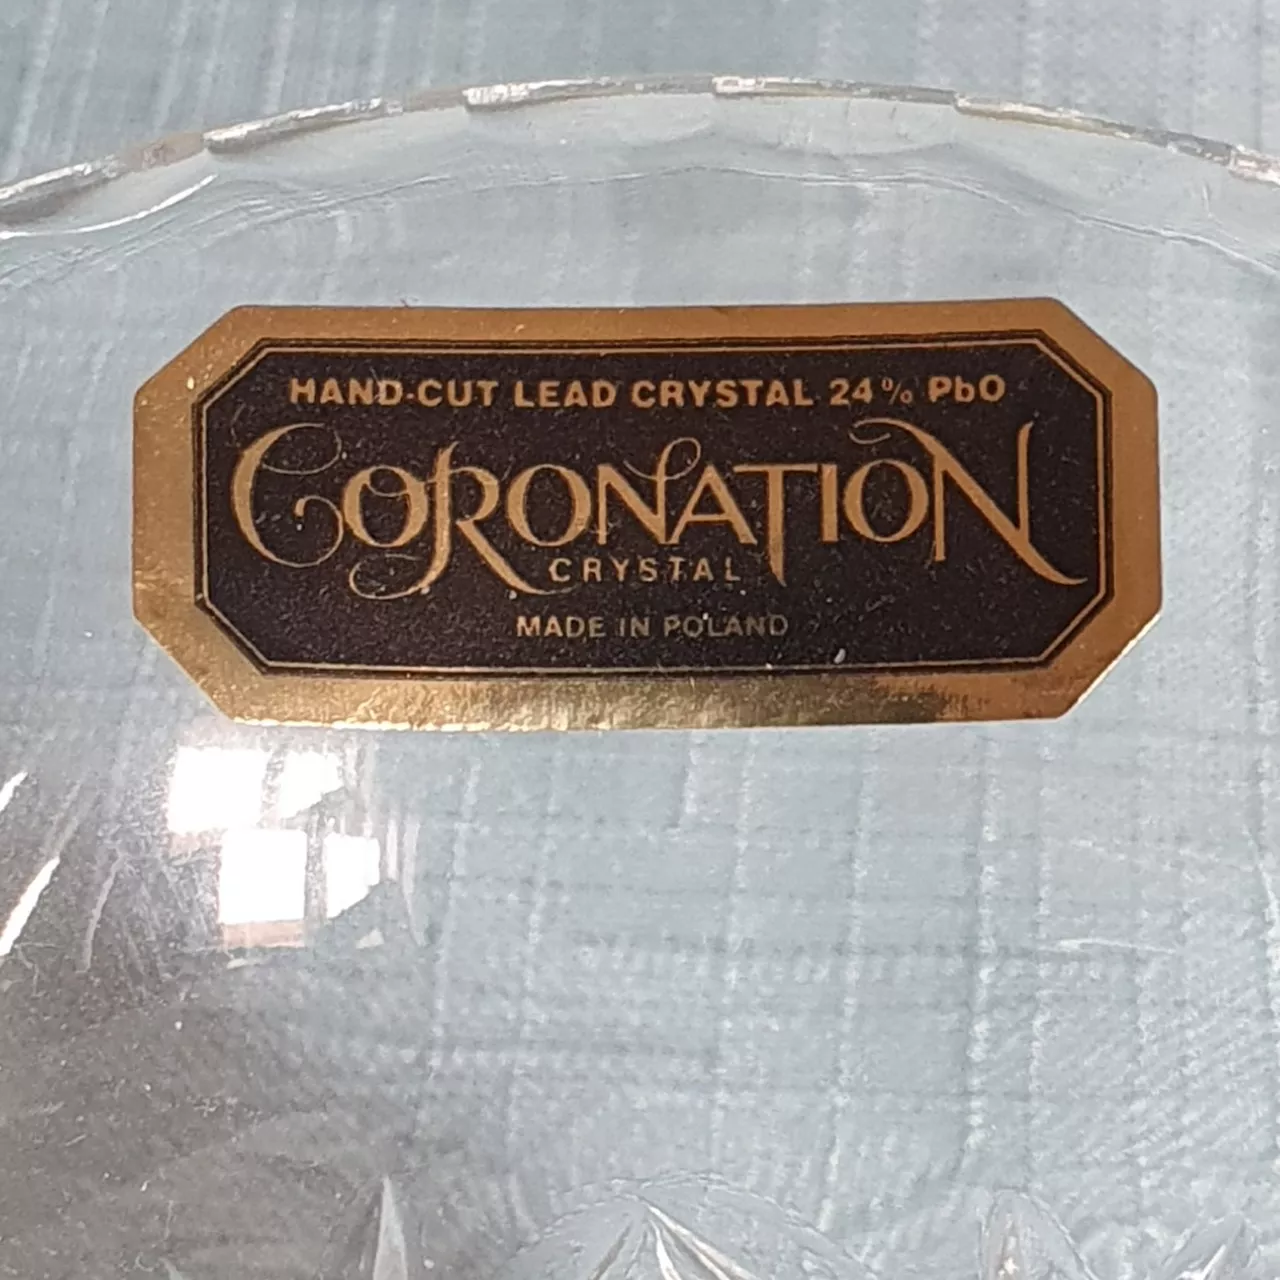 HAND-CUT LEAD CRYSTAL 24% PbO
CORONATION
CRYSTAL
MADE IN POLAND